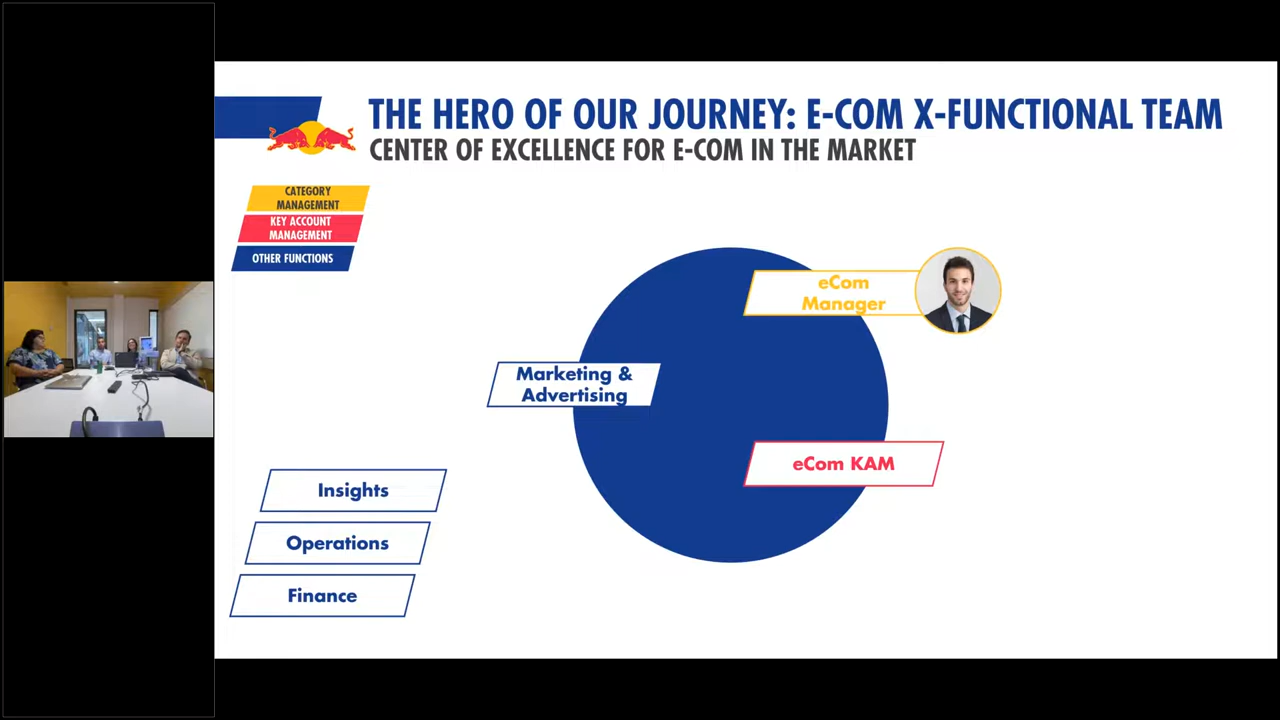 THE HERO OF OUR JOURNEY: E-COM X-FUNCTIONAL TEAM
CENTER OF EXCELLENCE FOR E-COM IN THE MARKET
CATEGORY
MANAGEMENT
KEY ACCOUNT
MANAGEMENT
OTHER FUNCTIONS
eCom
Manager
Marketing &
Advertising
eCom KAM
Insights
Operations
Finance